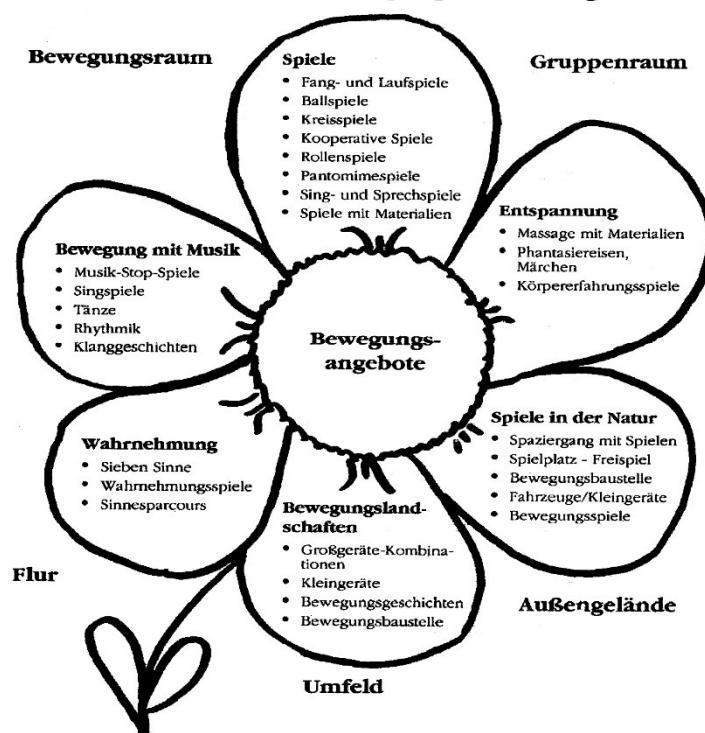 Bewegungsraum
Gruppenraum
Spiele
• Fang- und Laufspiele
• Ballspiele
• Kreisspiele
• Kooperative Spiele
• Rollenspiele
• Pantomimespiele
• Sing- und Sprechspiele
• Spiele mit Materialien
Entspannung
• Massage mit Materialien
• Phantasiereisen,
Märchen
• Körpererfahrungsspiele
Bewegung mit Musik
• Musik-Stop-Spiele
• Singspiele
• Tänze
• Rhythmik
• Klanggeschichten
Bewegungs-
angebote
Spiele in der Natur
• Spaziergang mit Spielen
• Spielplatz - Freispiel
• Bewegungsbaustelle
• Fahrzeuge/Kleingeräte
• Bewegungsspiele
Wahrnehmung
• Sieben Sinne
• Wahrnehmungsspiele
• Sinnesparcours
Bewegungsland-
schaften
• Großgeräte-Kombina-
tionen
• Kleingeräte
• Bewegungsgeschichten
• Bewegungsbaustelle
Flur
Außengelände
Umfeld